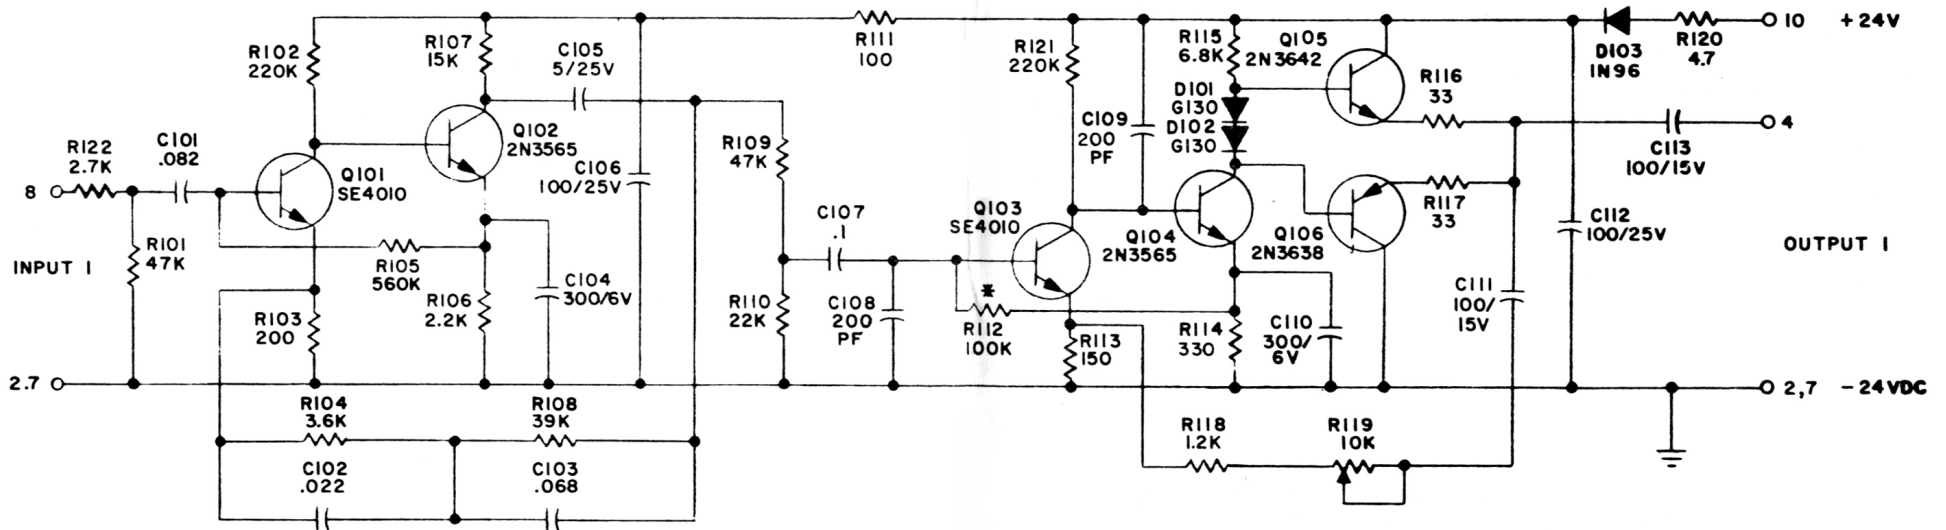 R102
220K
R107
15K
C105
5/25V
R111
100
R121
220K
R115
6.8K
Q105
2N3642
D103
1N96
R120
4.7
10 +24V
R122
2.7K
C101
.082
Q101
SE4010
Q102
2N3565
C106
100/25V
R109
47K
C109
200
PF
D101
G130
D102
G130
R116
33
C113
100/15V
4
8
R101
47K
INPUT 1
R105
560K
R106
2.2K
C104
300/6V
R103
200
R110
22K
C107
.1
C108
200
PF
Q103
SE4010
*
R112
100K
R113
150
Q104
2N3565
R114
330
Q106
2N3638
C110
300/
6V
R117
33
C111
100/
15V
C112
100/25V
OUTPUT 1
2.7
2,7 -24VDC
R104
3.6K
R108
39K
C102
.022
C103
.068
R118
1.2K
R119
10K